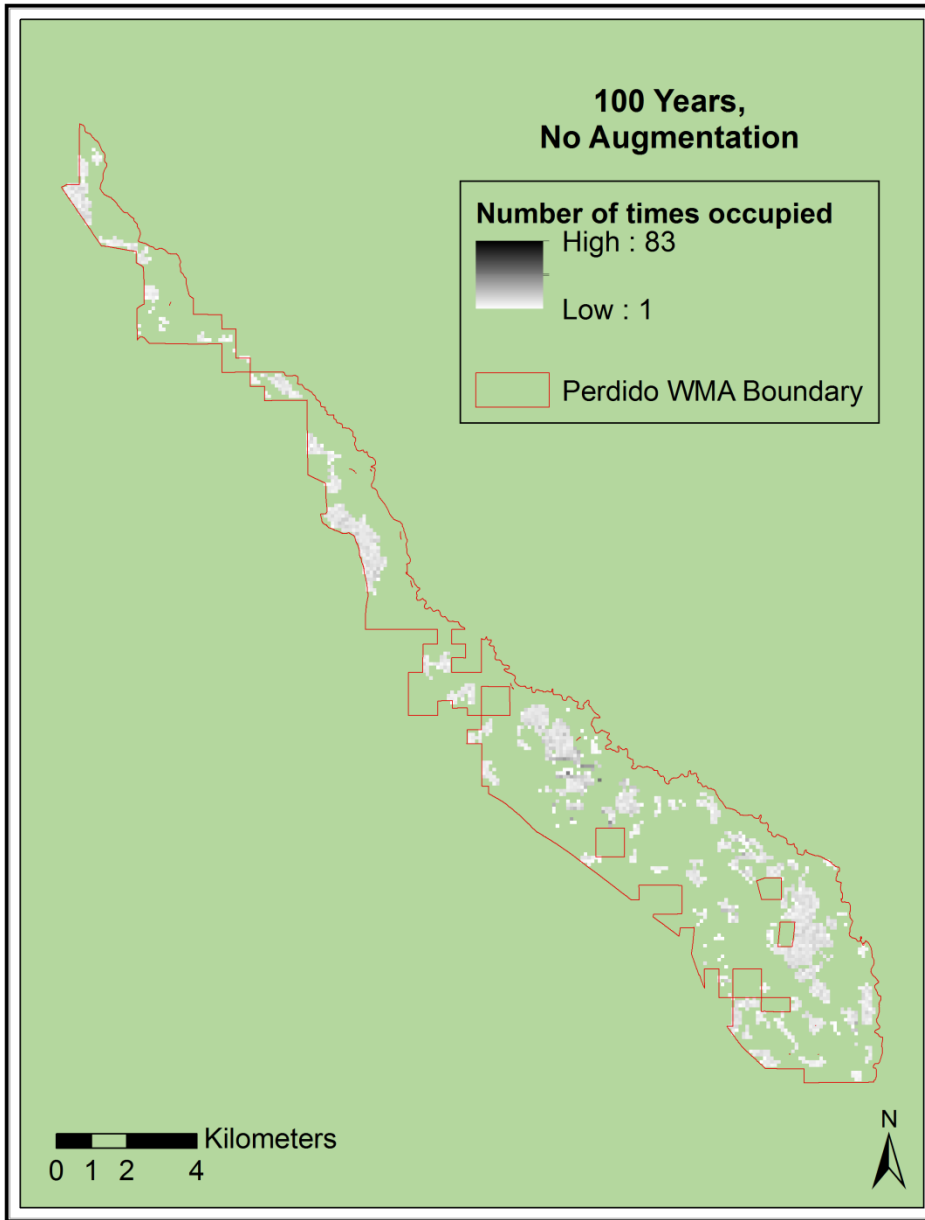 100 Years,
No Augmentation
Number of times occupied
High : 83
Low : 1
Perdido WMA Boundary
Kilometers
0 1 2 4
N